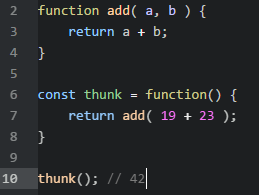 2 function add( a, b ) {
3     return a + b;
4 }
5
6 const thunk = function() {
7     return add( 19 + 23 );
8 }
9
10 thunk(); // 42